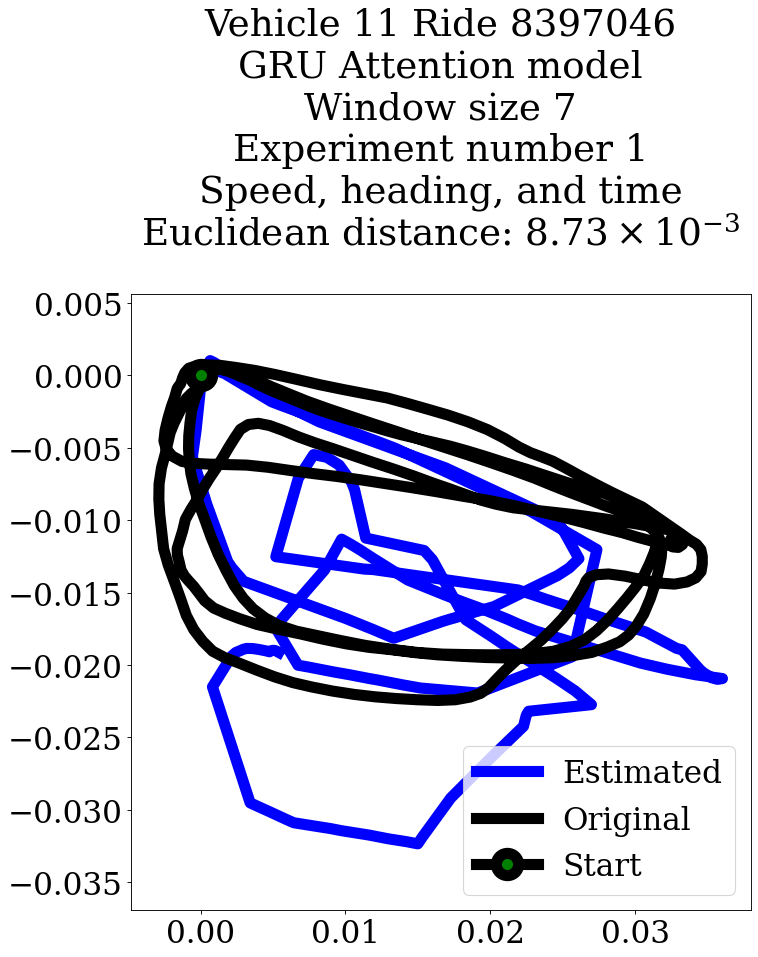 Vehicle 11 Ride 8397046
GRU Attention model
Window size 7
Experiment number 1
Speed, heading, and time
Euclidean distance: 8.73 × 10⁻³
0.005
0.000
−0.005
−0.010
−0.015
−0.020
−0.025
−0.030
−0.035
Estimated
Original
Start
0.00 0.01 0.02 0.03